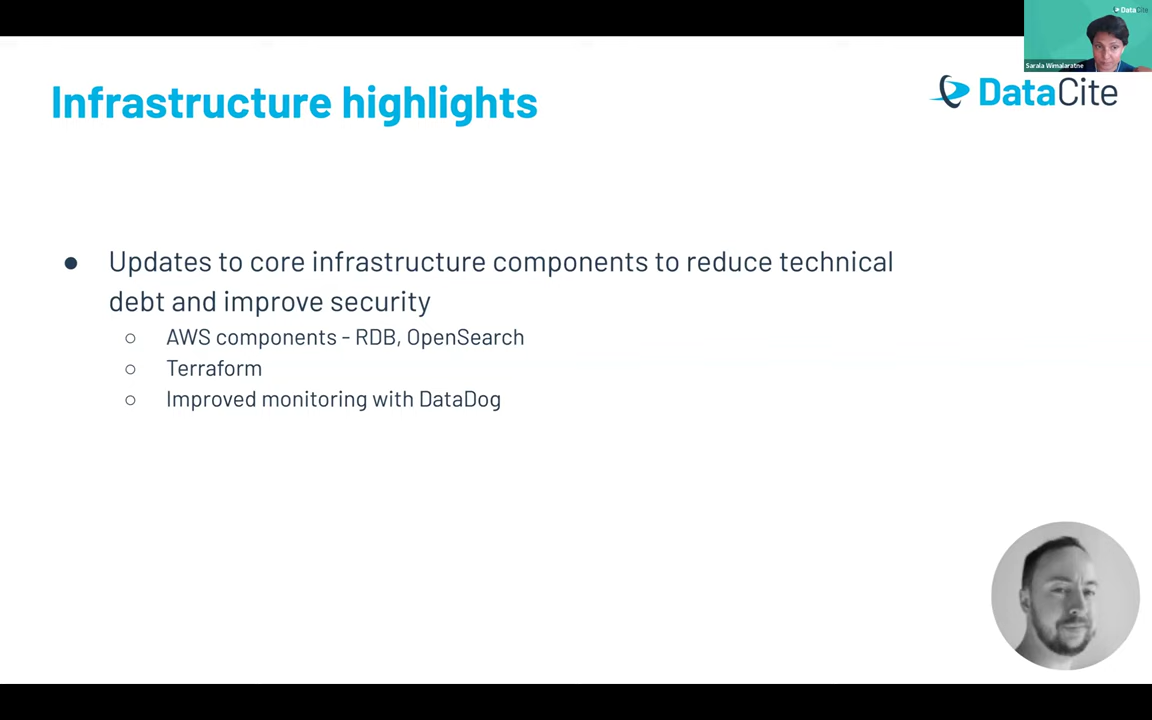 DataCite
Sarala Wimalaratne
Infrastructure highlights
DataCite
● Updates to core infrastructure components to reduce technical
debt and improve security
○ AWS components - RDB, OpenSearch
○ Terraform
○ Improved monitoring with DataDog